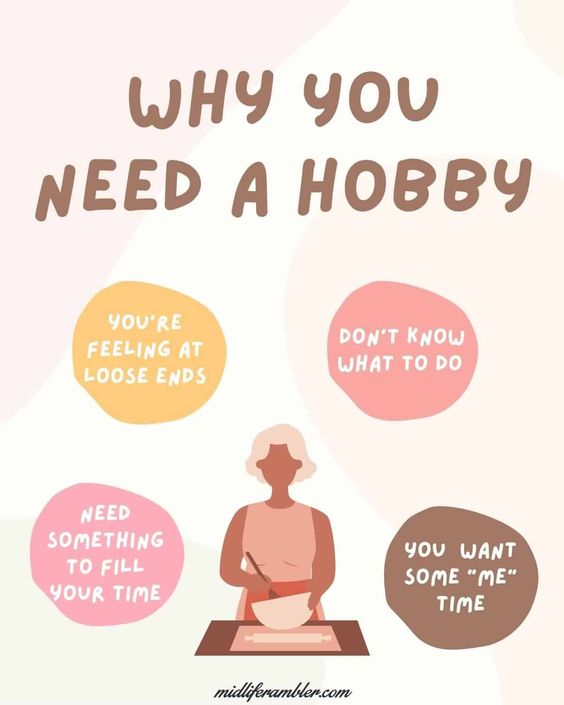 WHY YOU
NEED A HOBBY
YOU'RE
FEELING AT
LOOSE ENDS
DON'T KNOW
WHAT TO DO
NEED
SOMETHING
TO FILL
YOUR TIME
YOU WANT
SOME "ME"
TIME
midliferambler.com